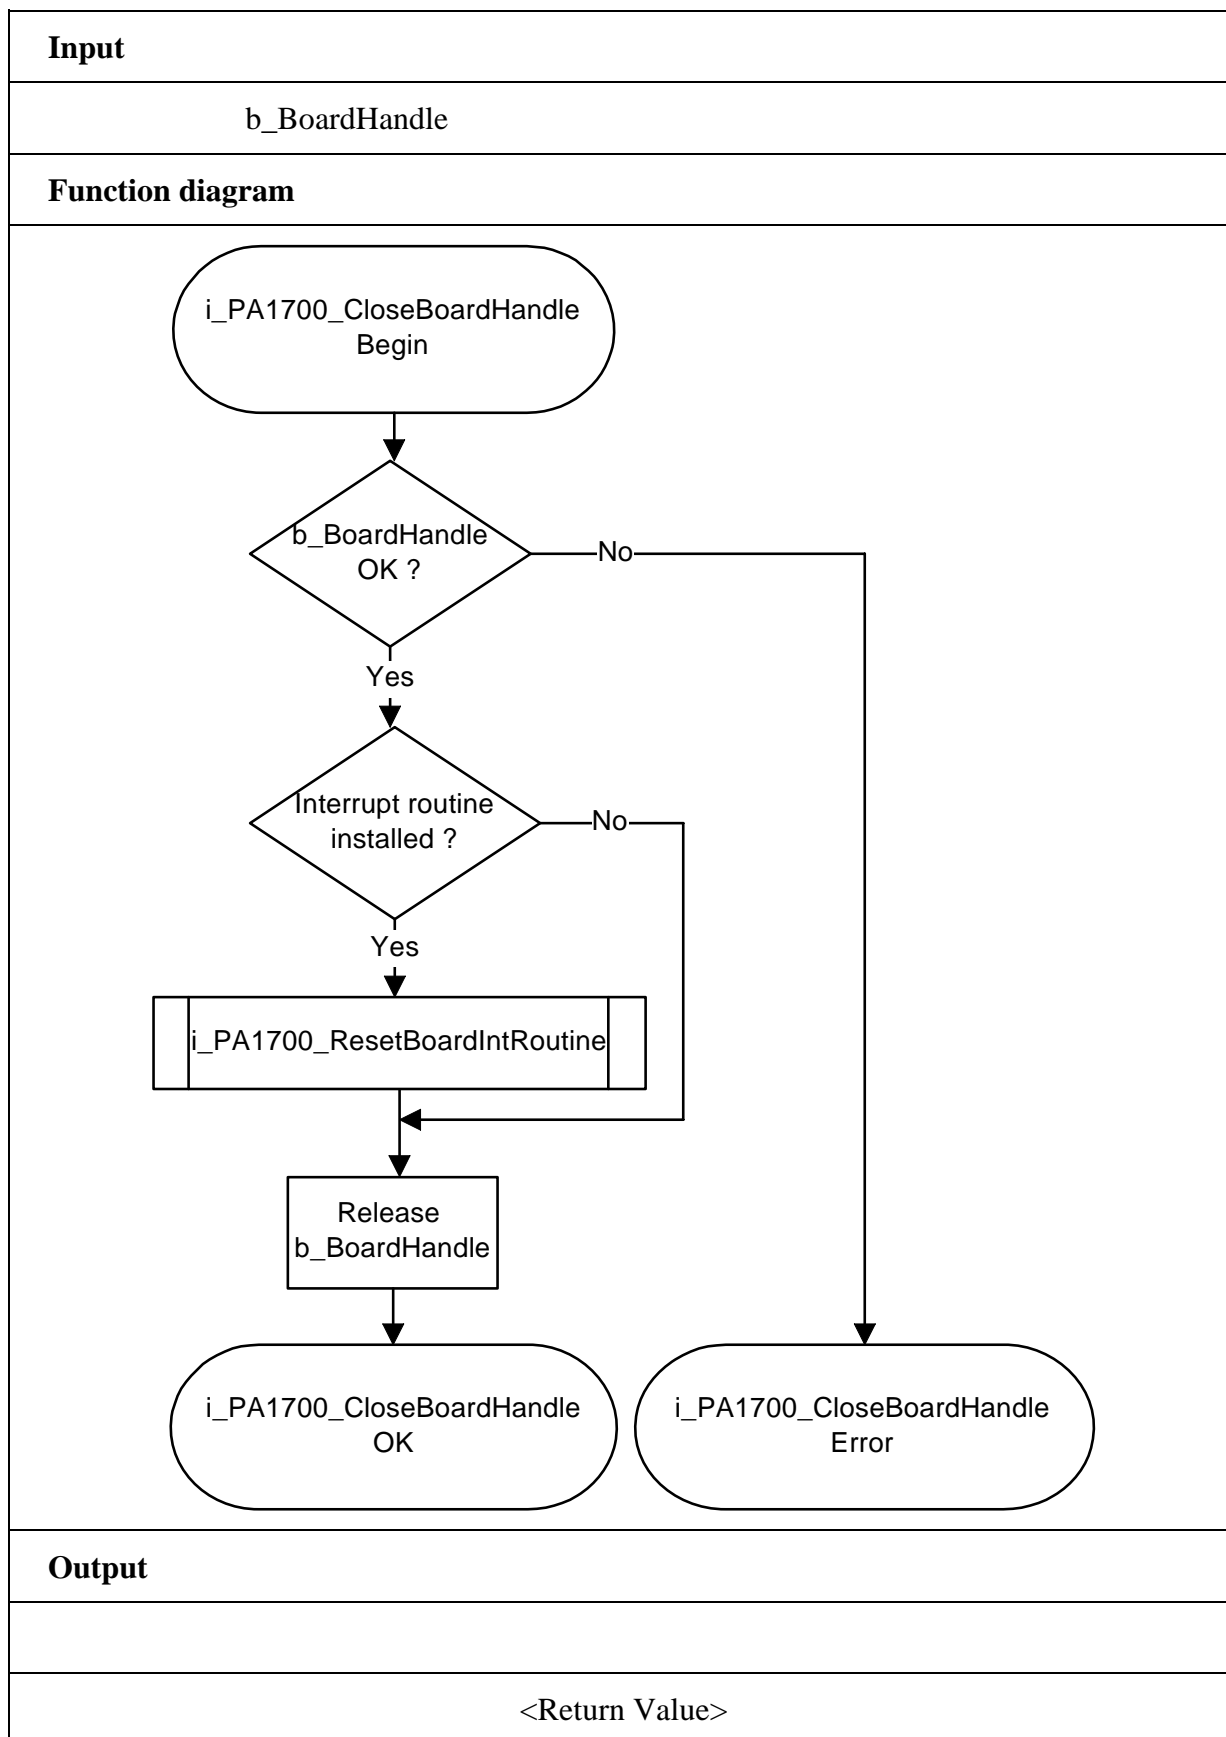 Input
b_BoardHandle
Function diagram
i_PA1700_CloseBoardHandle
Begin
b_BoardHandle
OK ?
No
Yes
Interrupt routine
installed ?
No
Yes
i_PA1700_ResetBoardIntRoutine
Release
b_BoardHandle
i_PA1700_CloseBoardHandle
OK
i_PA1700_CloseBoardHandle
Error
Output
<Return Value>